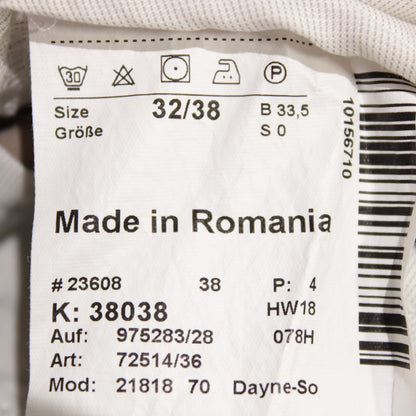 30
P
Size 32/38 B 33,5
Größe S 0
10156710
Made in Romania
# 23608 38 P: 4
K: 38038 HW18
Auf: 975283/28 078H
Art: 72514/36
Mod: 21818 70 Dayne-So